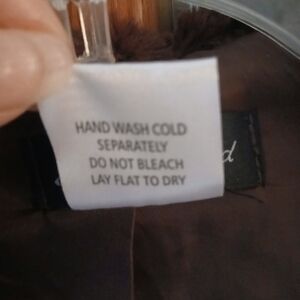 HAND WASH COLD
SEPARATELY
DO NOT BLEACH
LAY FLAT TO DRY